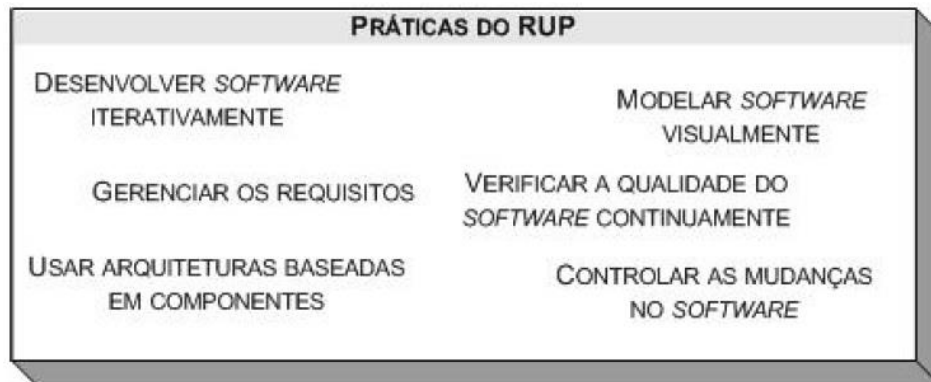 PRÁTICAS DO RUP
DESENVOLVER SOFTWARE
ITERATIVAMENTE
MODELAR SOFTWARE
VISUALMENTE
GERENCIAR OS REQUISITOS
VERIFICAR A QUALIDADE DO
SOFTWARE CONTINUAMENTE
USAR ARQUITETURAS BASEADAS
EM COMPONENTES
CONTROLAR AS MUDANÇAS
NO SOFTWARE